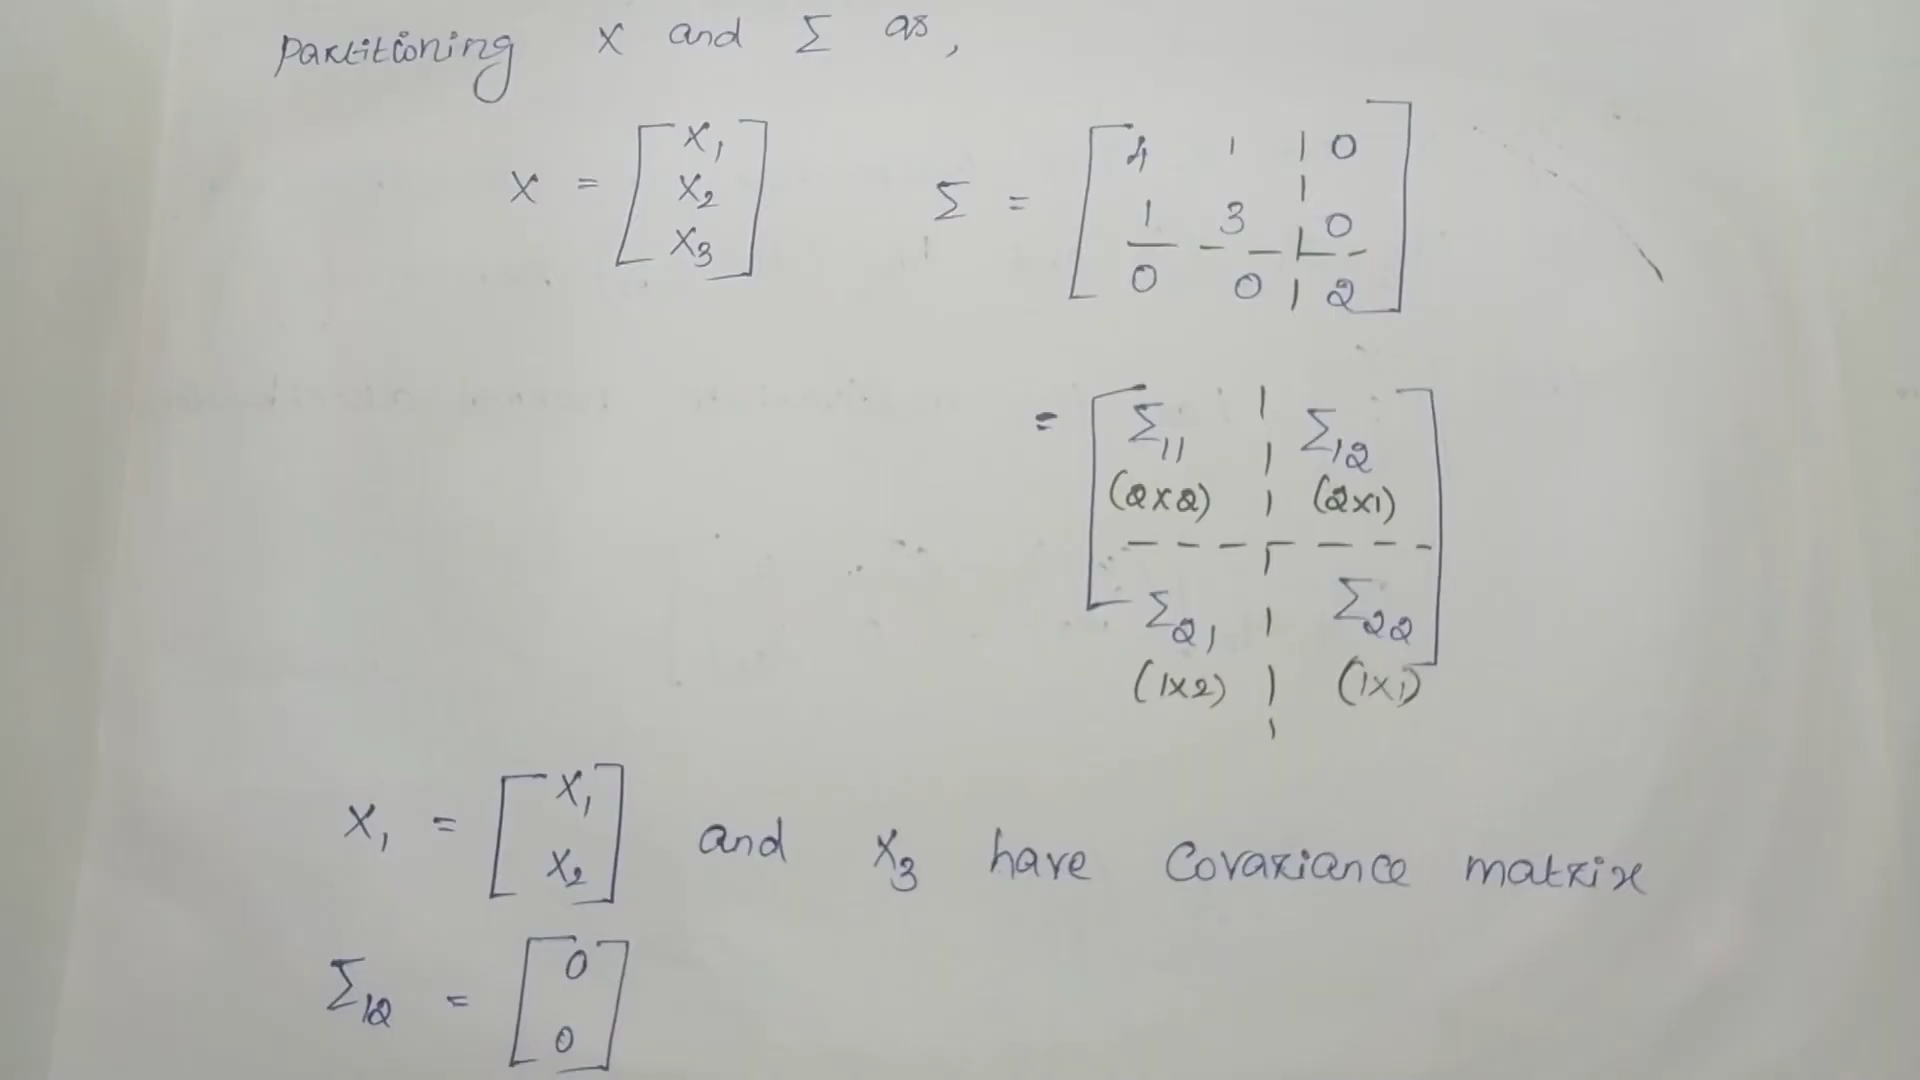 partitioning X and Σ as,
X = [X₁ X₂ X₃] Σ = [4 1 | 0
1 3 | 0
0 0 | 2]
= [Σ₁₁ | Σ₁₂
(2x2) | (2x1)
Σ₂₁ | Σ₂₂]
(1x2) | (1x1)
X₁ = [X₁ X₂] and X₃ have Covariance matrix
Σ₁₂ = [0 0]